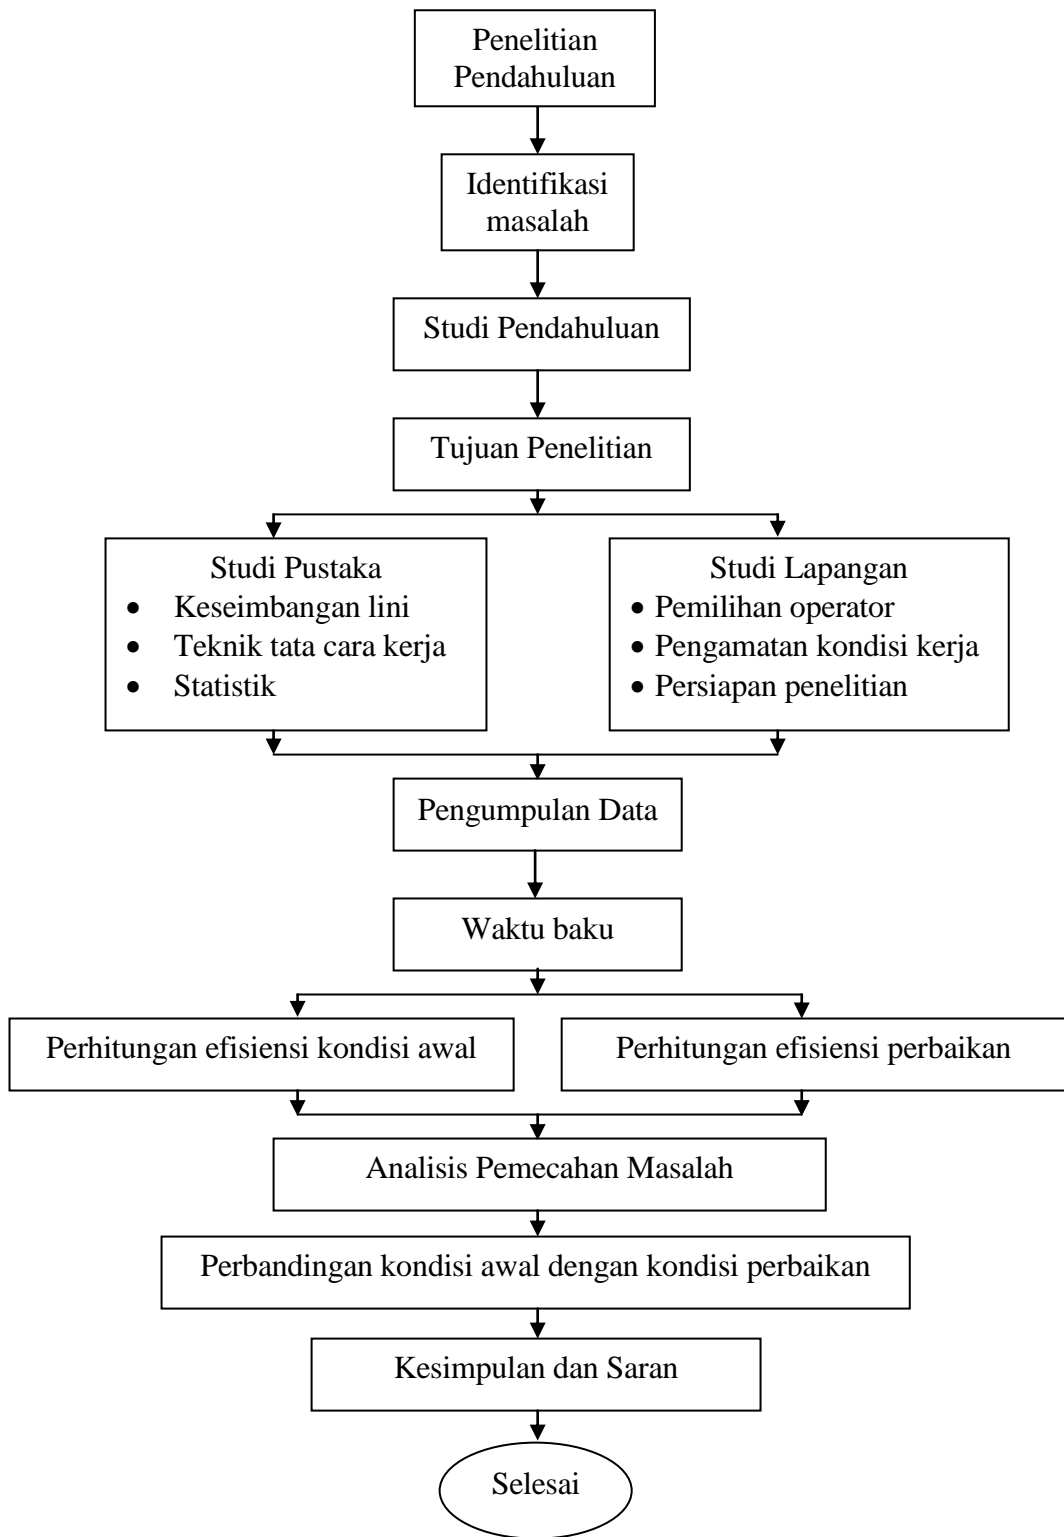 Penelitian
Pendahuluan
Identifikasi
masalah
Studi Pendahuluan
Tujuan Penelitian
Studi Pustaka
• Keseimbangan lini
• Teknik tata cara kerja
• Statistik
Studi Lapangan
• Pemilihan operator
• Pengamatan kondisi kerja
• Persiapan penelitian
Pengumpulan Data
Waktu baku
Perhitungan efisiensi kondisi awal
Perhitungan efisiensi perbaikan
Analisis Pemecahan Masalah
Perbandingan kondisi awal dengan kondisi perbaikan
Kesimpulan dan Saran
Selesai